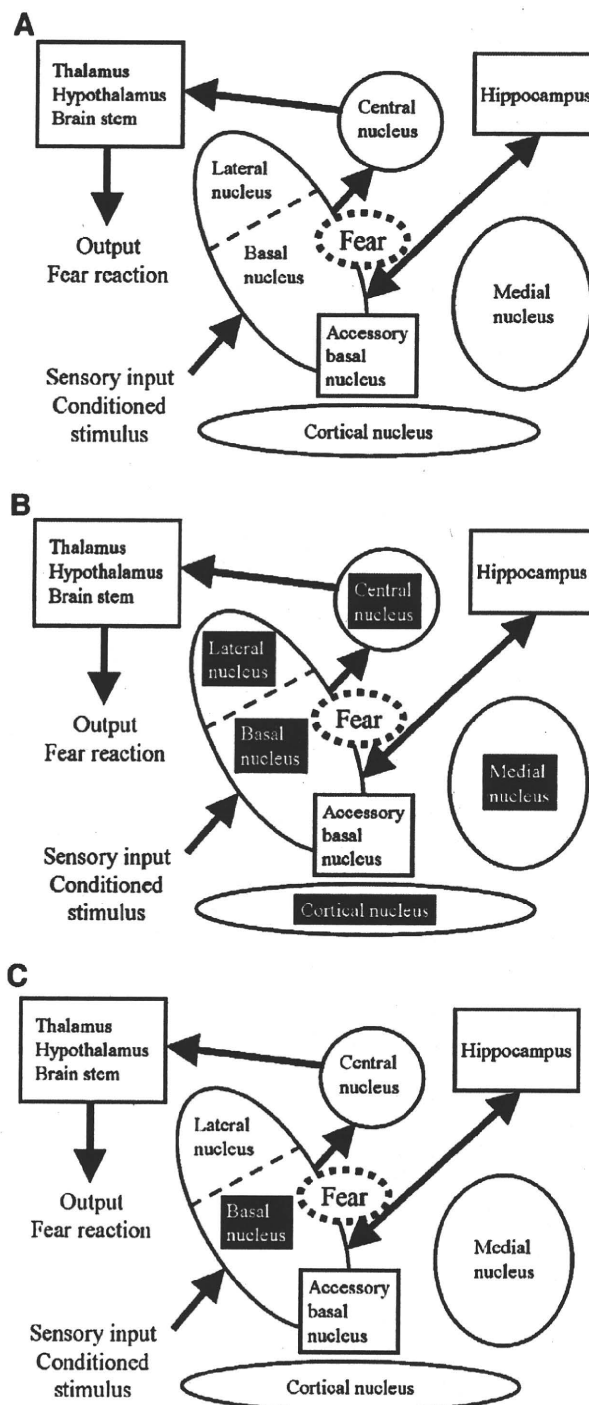 A
Thalamus
Hypothalamus
Brain stem
Central
nucleus
Hippocampus
Lateral
nucleus
Fear
Output
Fear reaction
Basal
nucleus
Medial
nucleus
Accessory
basal
nucleus
Sensory input
Conditioned
stimulus
Cortical nucleus
B
Thalamus
Hypothalamus
Brain stem
Central
nucleus
Hippocampus
Lateral
nucleus
Fear
Output
Fear reaction
Basal
nucleus
Medial
nucleus
Accessory
basal
nucleus
Sensory input
Conditioned
stimulus
Cortical nucleus
C
Thalamus
Hypothalamus
Brain stem
Central
nucleus
Hippocampus
Lateral
nucleus
Fear
Output
Fear reaction
Basal
nucleus
Medial
nucleus
Accessory
basal
nucleus
Sensory input
Conditioned
stimulus
Cortical nucleus